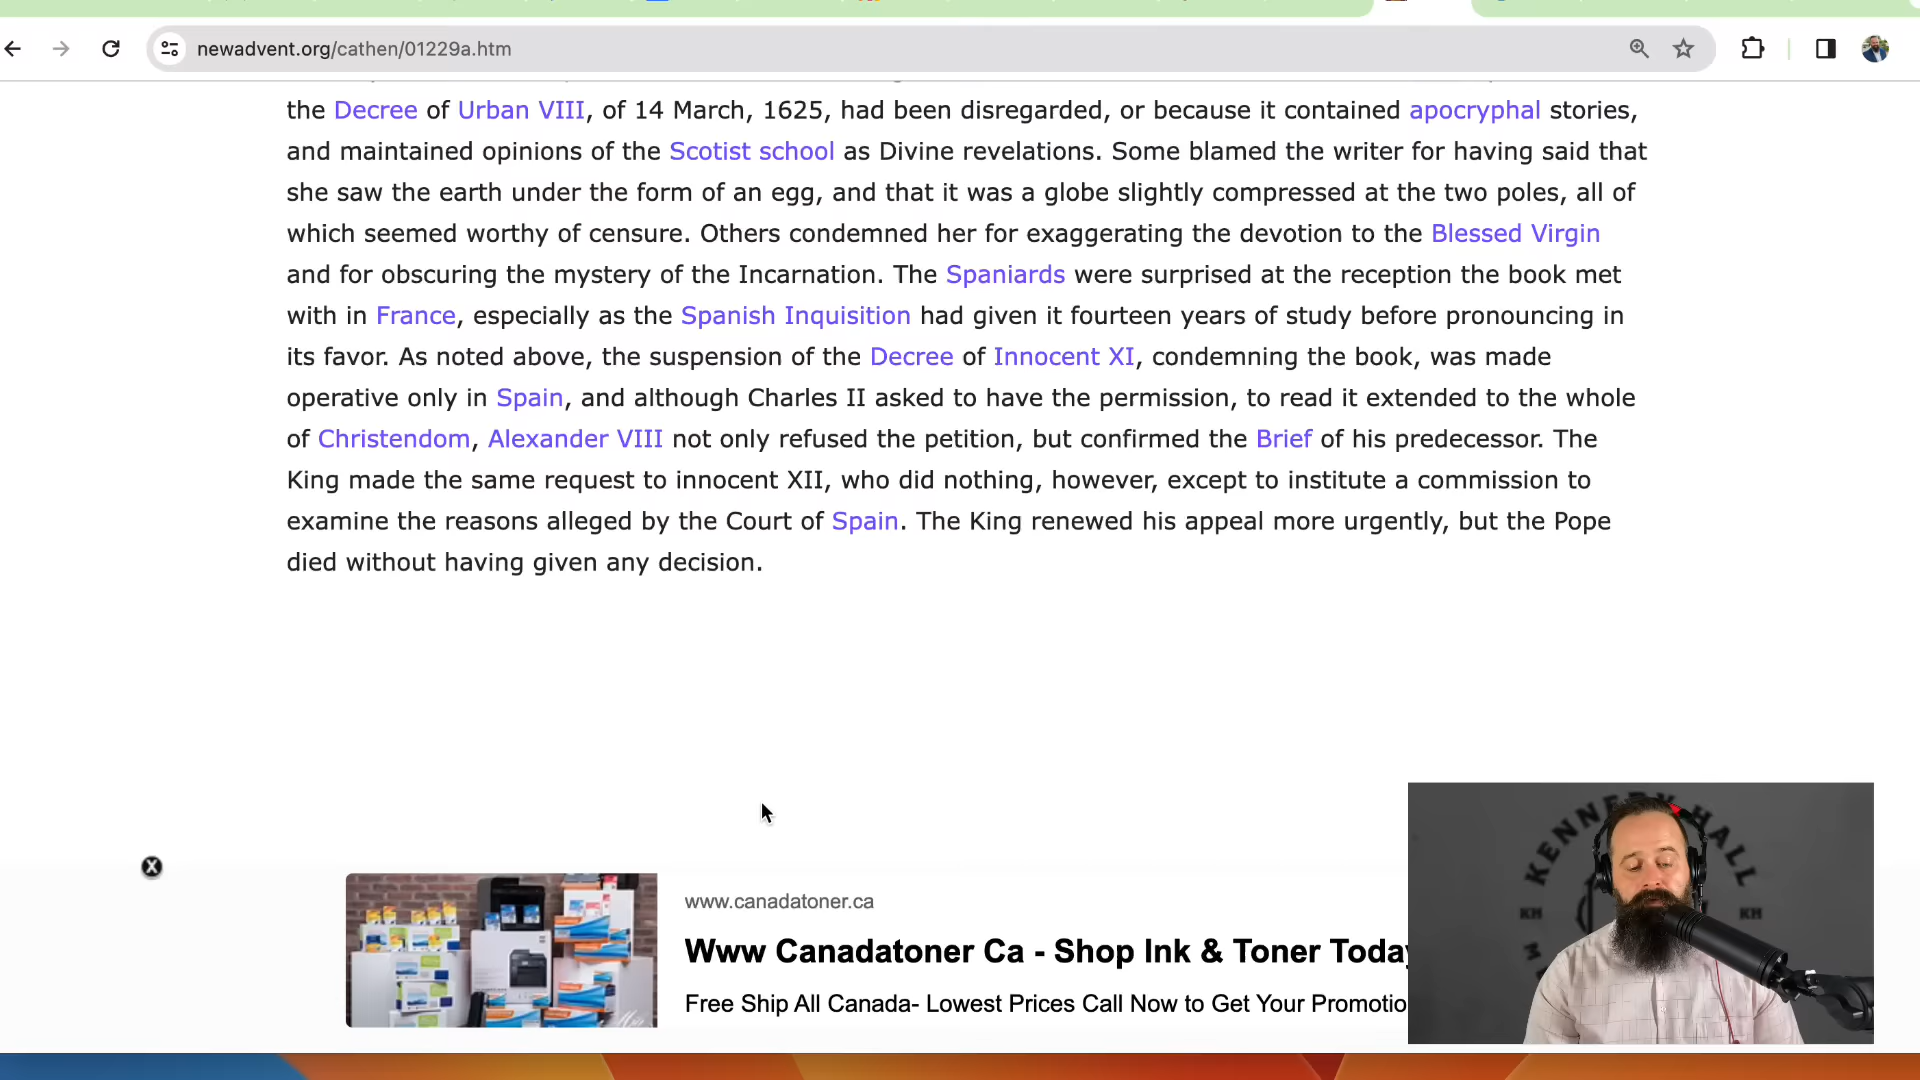 newadvent.org/cathen/01229a.htm
the Decree of Urban VIII, of 14 March, 1625, had been disregarded, or because it contained apocryphal stories,
and maintained opinions of the Scotist school as Divine revelations. Some blamed the writer for having said that
she saw the earth under the form of an egg, and that it was a globe slightly compressed at the two poles, all of
which seemed worthy of censure. Others condemned her for exaggerating the devotion to the Blessed Virgin
and for obscuring the mystery of the Incarnation. The Spaniards were surprised at the reception the book met
with in France, especially as the Spanish Inquisition had given it fourteen years of study before pronouncing in
its favor. As noted above, the suspension of the Decree of Innocent XI, condemning the book, was made
operative only in Spain, and although Charles II asked to have the permission, to read it extended to the whole
of Christendom, Alexander VIII not only refused the petition, but confirmed the Brief of his predecessor. The
King made the same request to innocent XII, who did nothing, however, except to institute a commission to
examine the reasons alleged by the Court of Spain. The King renewed his appeal more urgently, but the Pope
died without having given any decision.
X
www.canadatoner.ca
Www Canadatoner Ca - Shop Ink & Toner Today
Free Ship All Canada- Lowest Prices Call Now to Get Your Promotio
KENNEDY HALL
KH KH